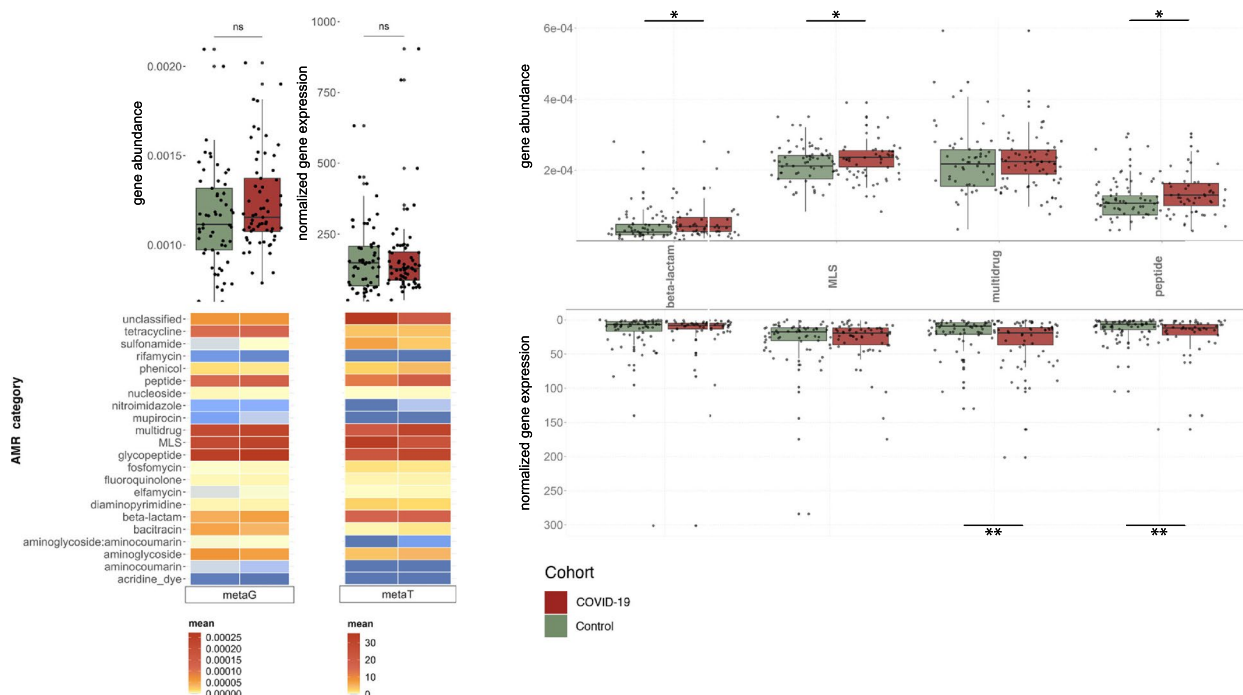 ns
ns
1000-
750-
500-
250-
normalized gene expression
0.0020-
0.0015-
0.0010-
gene abundance
AMR category
unclassified
tetracycline
sulfonamide
rifamycin
phenicol
peptide
nucleoside
nitroimidazole
mupirocin
multidrug
MLS
glycopeptide
fosfomycin
fluoroquinolone
elfamycin
diaminopyrimidine
beta-lactam
bacitracin
aminoglycoside:aminocoumarin
aminoglycoside
aminocoumarin
acridine_dye
metaG
metaT
mean
0.00025
0.00020
0.00015
0.00010
0.00005
0.00000
mean
30
20
10
0
*
*
*
gene abundance
6e-04
4e-04
2e-04
beta-lactam
MLS
multidrug
peptide
normalized gene expression
0
50
100
150
200
250
300
**
**
Cohort
COVID-19
Control